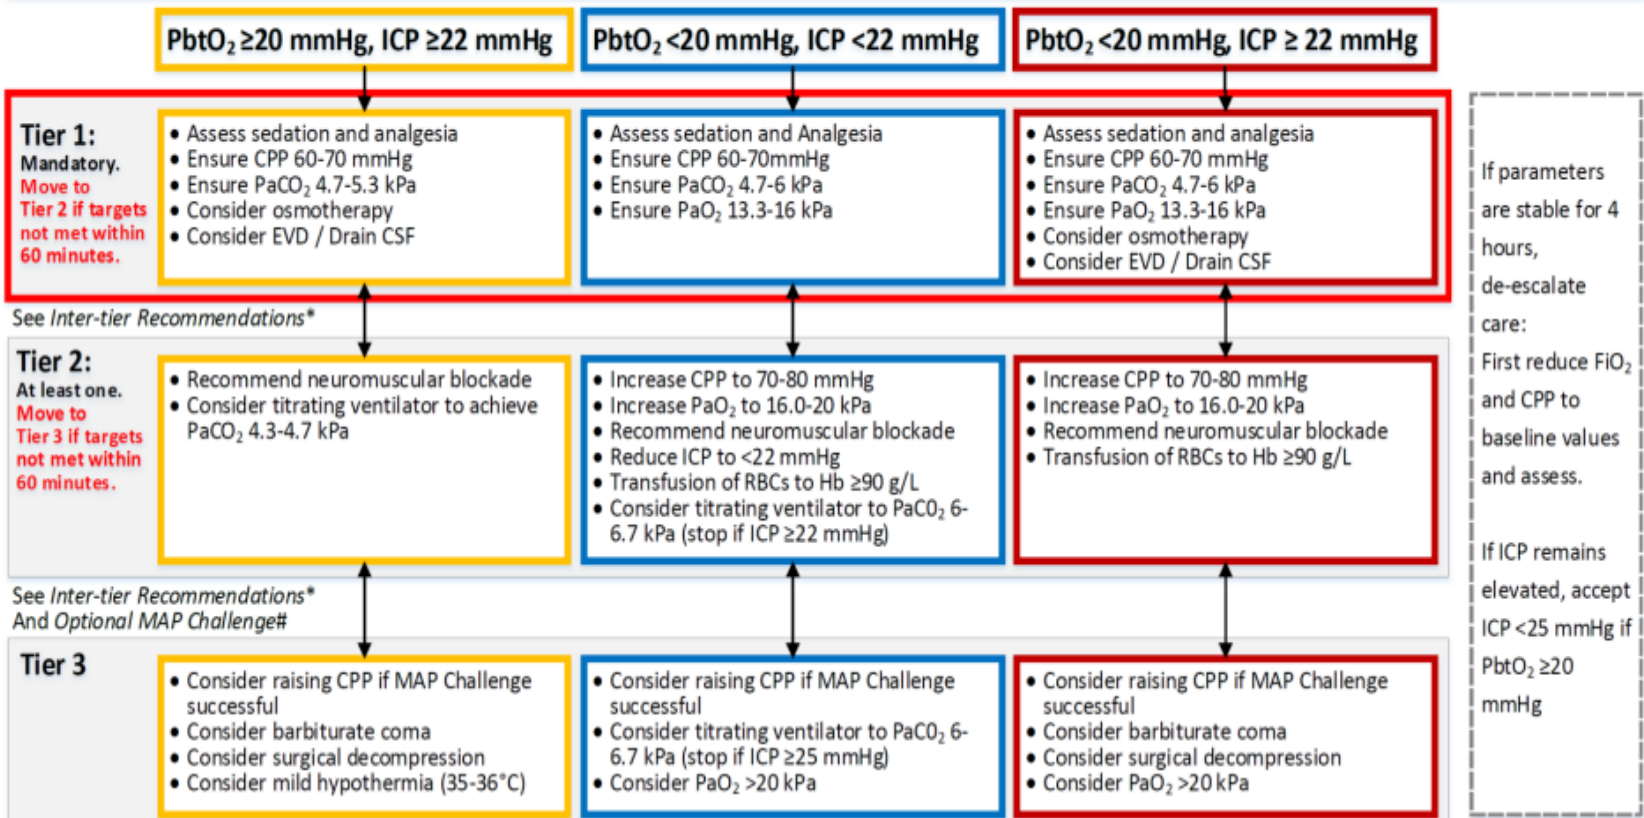 PbtO₂ ≥20 mmHg, ICP ≥22 mmHg
PbtO₂ <20 mmHg, ICP <22 mmHg
PbtO₂ <20 mmHg, ICP ≥ 22 mmHg
Tier 1:
Mandatory.
Move to
Tier 2 if targets
not met within
60 minutes.
• Assess sedation and analgesia
• Ensure CPP 60-70 mmHg
• Ensure PaCO₂ 4.7-5.3 kPa
• Consider osmotherapy
• Consider EVD / Drain CSF
• Assess sedation and Analgesia
• Ensure CPP 60-70mmHg
• Ensure PaCO₂ 4.7-6 kPa
• Ensure PaO₂ 13.3-16 kPa
• Assess sedation and analgesia
• Ensure CPP 60-70 mmHg
• Ensure PaCO₂ 4.7-6 kPa
• Ensure PaO₂ 13.3-16 kPa
• Consider osmotherapy
• Consider EVD / Drain CSF
See Inter-tier Recommendations*
Tier 2:
At least one.
Move to
Tier 3 if targets
not met within
60 minutes.
• Recommend neuromuscular blockade
• Consider titrating ventilator to achieve
PaCO₂ 4.3-4.7 kPa
• Increase CPP to 70-80 mmHg
• Increase PaO₂ to 16.0-20 kPa
• Recommend neuromuscular blockade
• Reduce ICP to <22 mmHg
• Transfusion of RBCs to Hb ≥90 g/L
• Consider titrating ventilator to PaC0₂ 6-
6.7 kPa (stop if ICP ≥22 mmHg)
• Increase CPP to 70-80 mmHg
• Increase PaO₂ to 16.0-20 kPa
• Recommend neuromuscular blockade
• Transfusion of RBCs to Hb ≥90 g/L
See Inter-tier Recommendations*
And Optional MAP Challenge#
Tier 3
• Consider raising CPP if MAP Challenge
successful
• Consider barbiturate coma
• Consider surgical decompression
• Consider mild hypothermia (35-36°C)
• Consider raising CPP if MAP Challenge
successful
• Consider titrating ventilator to PaC0₂ 6-
6.7 kPa (stop if ICP ≥25 mmHg)
• Consider PaO₂ >20 kPa
• Consider raising CPP if MAP Challenge
successful
• Consider barbiturate coma
• Consider surgical decompression
• Consider PaO₂ >20 kPa
If parameters
are stable for 4
hours,
de-escalate
care:
First reduce FiO₂
and CPP to
baseline values
and assess.
If ICP remains
elevated, accept
ICP <25 mmHg if
PbtO₂ ≥20
mmHg